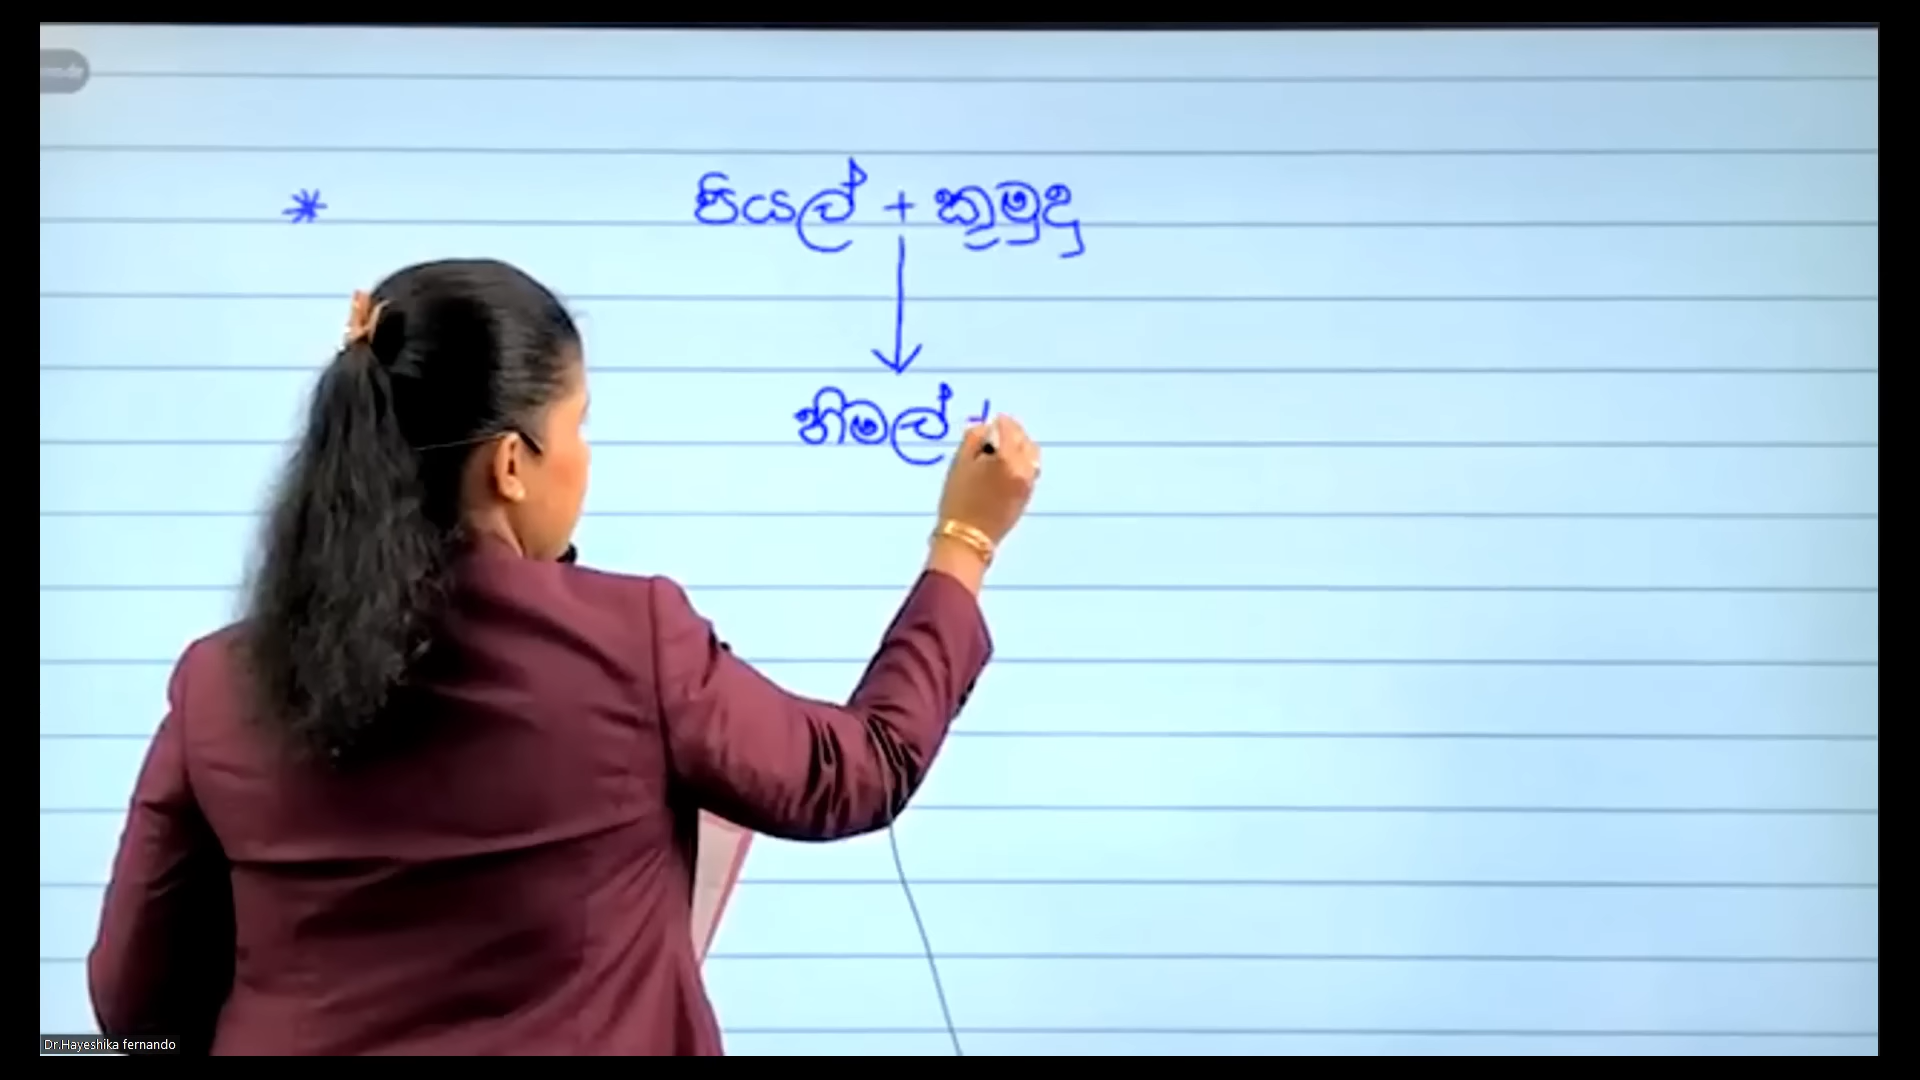 * පියල් + කුමුදු
↓
නිමල් +
Dr.Hayeshika fernando